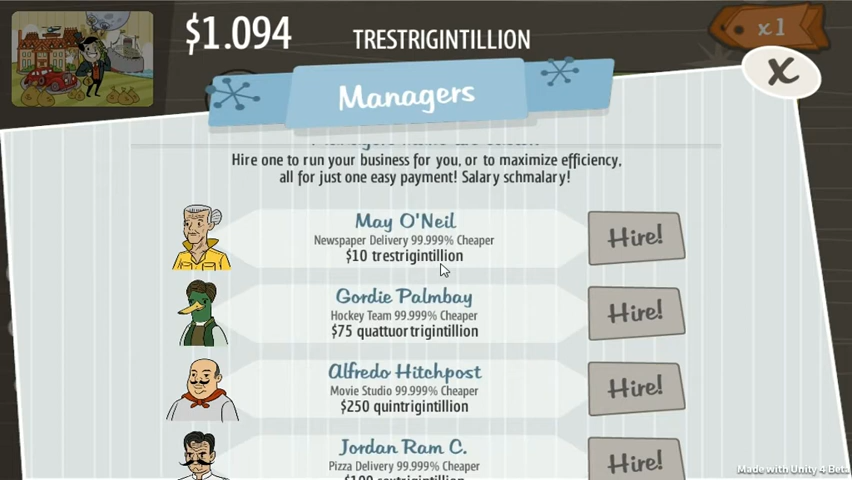 $1.094 TRESTRIGINTILLION
x1
Managers
X
Hire one to run your business for you, or to maximize efficiency,
all for just one easy payment! Salary schmalary!
May O'Neil
Newspaper Delivery 99.999% Cheaper
$10 trestrigintillion
Hire!
Gordie Palmbay
Hockey Team 99.999% Cheaper
$75 quattuortrigintillion
Hire!
Alfredo Hitchpost
Movie Studio 99.999% Cheaper
$250 quintrigintillion
Hire!
Jordan Ram C.
Pizza Delivery 99.999% Cheaper
Hire!
Made with Unity 4 Beta